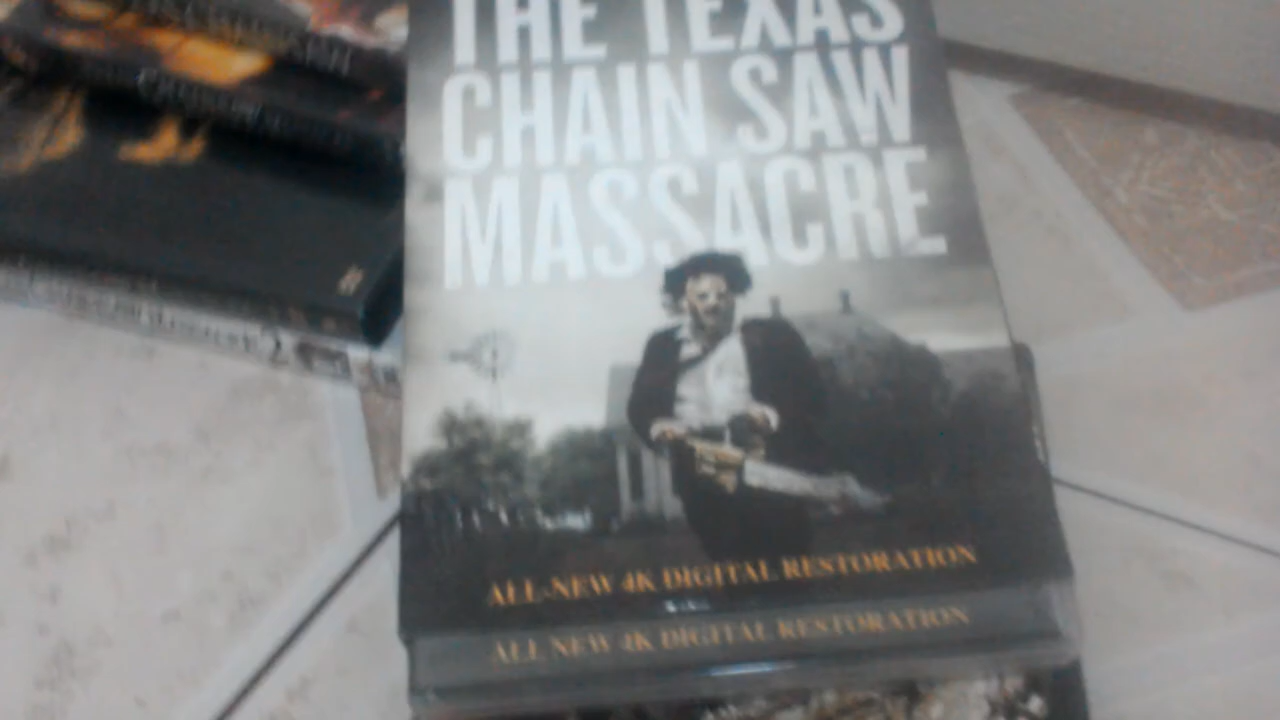 THE TEXAS
CHAIN SAW
MASSACRE
ALL-NEW 4K DIGITAL RESTORATION
ALL NEW 4K DIGITAL RESTORATION